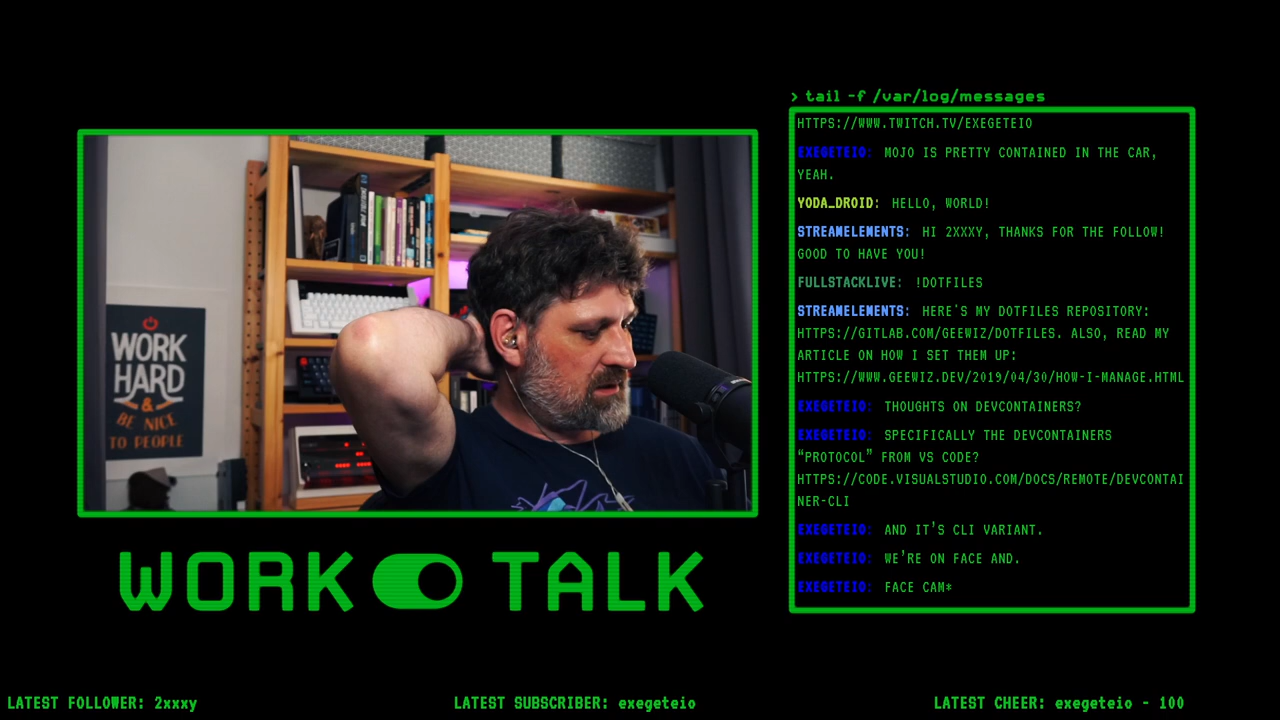 > tail -f /var/log/messages
HTTPS://WWW.TWITCH.TV/EXEGETEIO
EXEGETEIO: MOJO IS PRETTY CONTAINED IN THE CAR,
YEAH.
YODA_DROID: HELLO, WORLD!
STREAMELEMENTS: HI 2XXXY, THANKS FOR THE FOLLOW!
GOOD TO HAVE YOU!
FULLSTACKLIVE: !DOTFILES
STREAMELEMENTS: HERE'S MY DOTFILES REPOSITORY:
HTTPS://GITLAB.COM/GEEWIZ/DOTFILES. ALSO, READ MY
ARTICLE ON HOW I SET THEM UP:
HTTPS://WWW.GEEWIZ.DEV/2019/04/30/HOW-I-MANAGE.HTML
EXEGETEIO: THOUGHTS ON DEVCONTAINERS?
EXEGETEIO: SPECIFICALLY THE DEVCONTAINERS
“PROTOCOL” FROM VS CODE?
HTTPS://CODE.VISUALSTUDIO.COM/DOCS/REMOTE/DEVCONTAI
NER-CLI
EXEGETEIO: AND IT’S CLI VARIANT.
EXEGETEIO: WE’RE ON FACE AND.
EXEGETEIO: FACE CAM*
WORK
HARD
&
BE NICE
TO PEOPLE
WORK TALK
LATEST FOLLOWER: 2xxxy
LATEST SUBSCRIBER: exegeteio
LATEST CHEER: exegeteio - 100